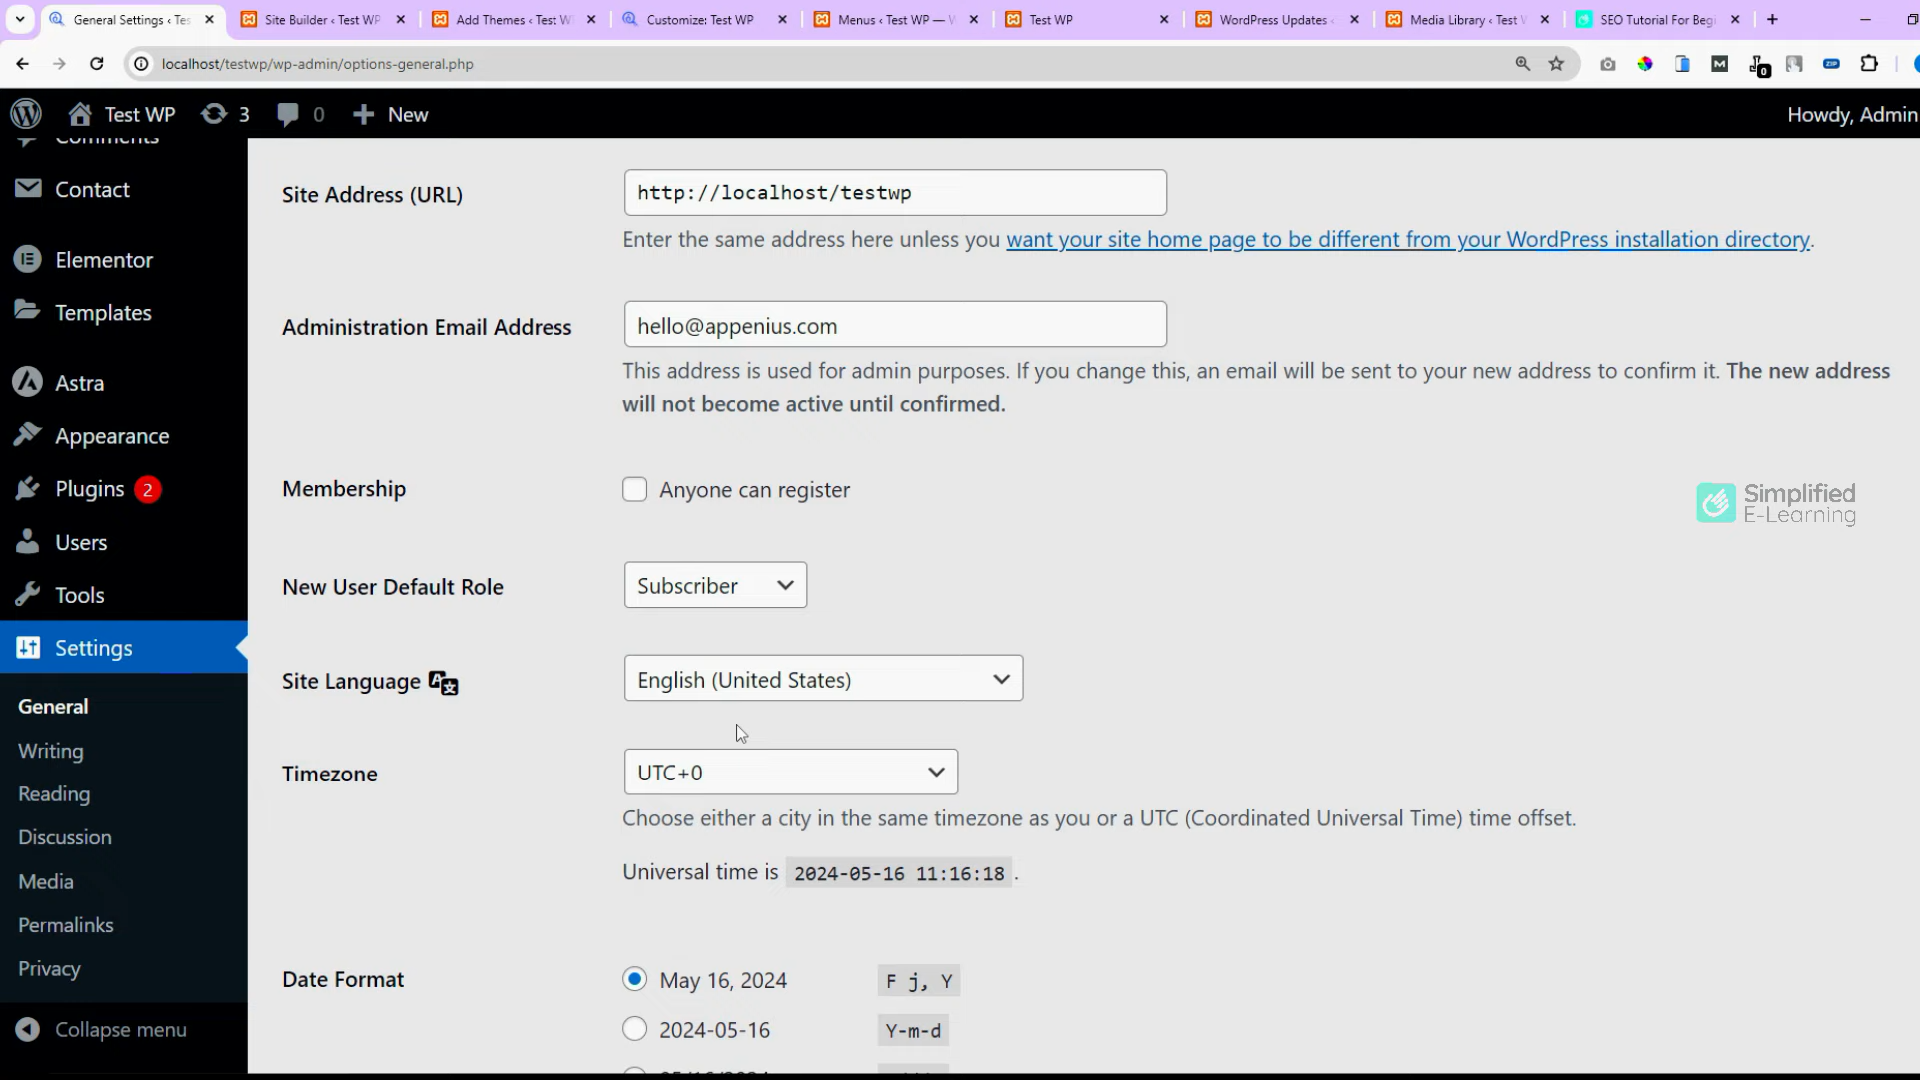 General Settings ‹ Tes
Site Builder ‹ Test WP
Add Themes ‹ Test W
Customize: Test WP
Menus ‹ Test WP — W
Test WP
WordPress Updates ‹
Media Library ‹ Test W
SEO Tutorial For Begi
localhost/testwp/wp-admin/options-general.php
Test WP
3
0
New
Howdy, Admin
Comments
Contact
Elementor
Templates
Astra
Appearance
Plugins 2
Users
Tools
Settings
General
Writing
Reading
Discussion
Media
Permalinks
Privacy
Collapse menu
Site Address (URL)
http://localhost/testwp
Enter the same address here unless you want your site home page to be different from your WordPress installation directory.
Administration Email Address
hello@appenius.com
This address is used for admin purposes. If you change this, an email will be sent to your new address to confirm it. The new address
will not become active until confirmed.
Membership
Anyone can register
Simplified
E-Learning
New User Default Role
Subscriber
Site Language
English (United States)
Timezone
UTC+0
Choose either a city in the same timezone as you or a UTC (Coordinated Universal Time) time offset.
Universal time is 2024-05-16 11:16:18 .
Date Format
May 16, 2024 F j, Y
2024-05-16 Y-m-d